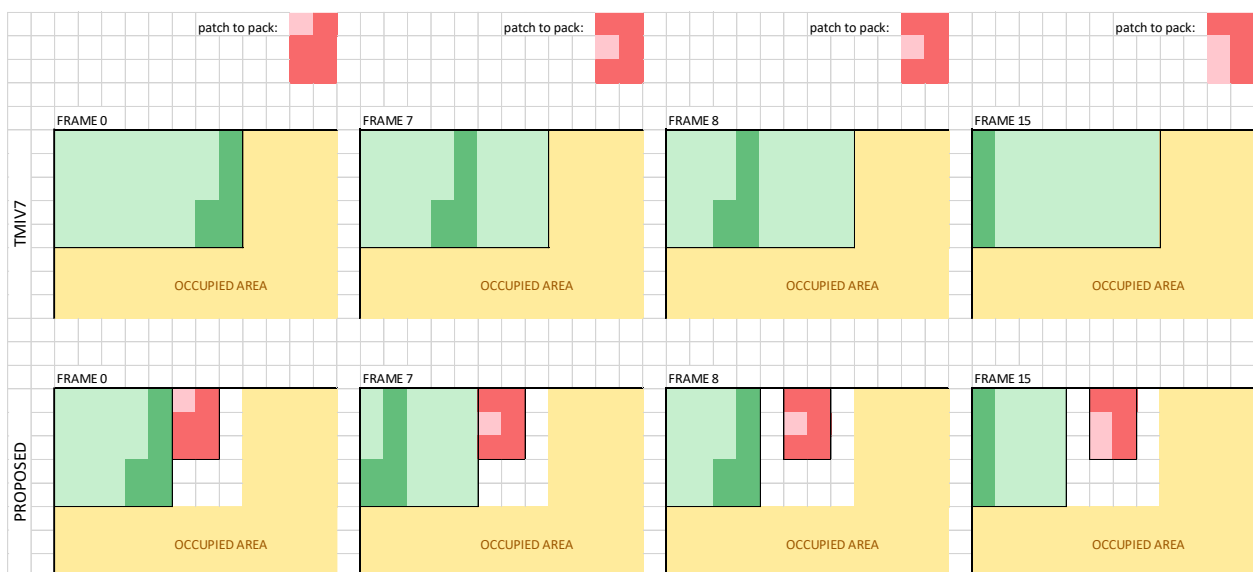 patch to pack: patch to pack: patch to pack: patch to pack:
FRAME 0 FRAME 7 FRAME 8 FRAME 15
TMIV7
OCCUPIED AREA OCCUPIED AREA OCCUPIED AREA OCCUPIED AREA
FRAME 0 FRAME 7 FRAME 8 FRAME 15
PROPOSED
OCCUPIED AREA OCCUPIED AREA OCCUPIED AREA OCCUPIED AREA